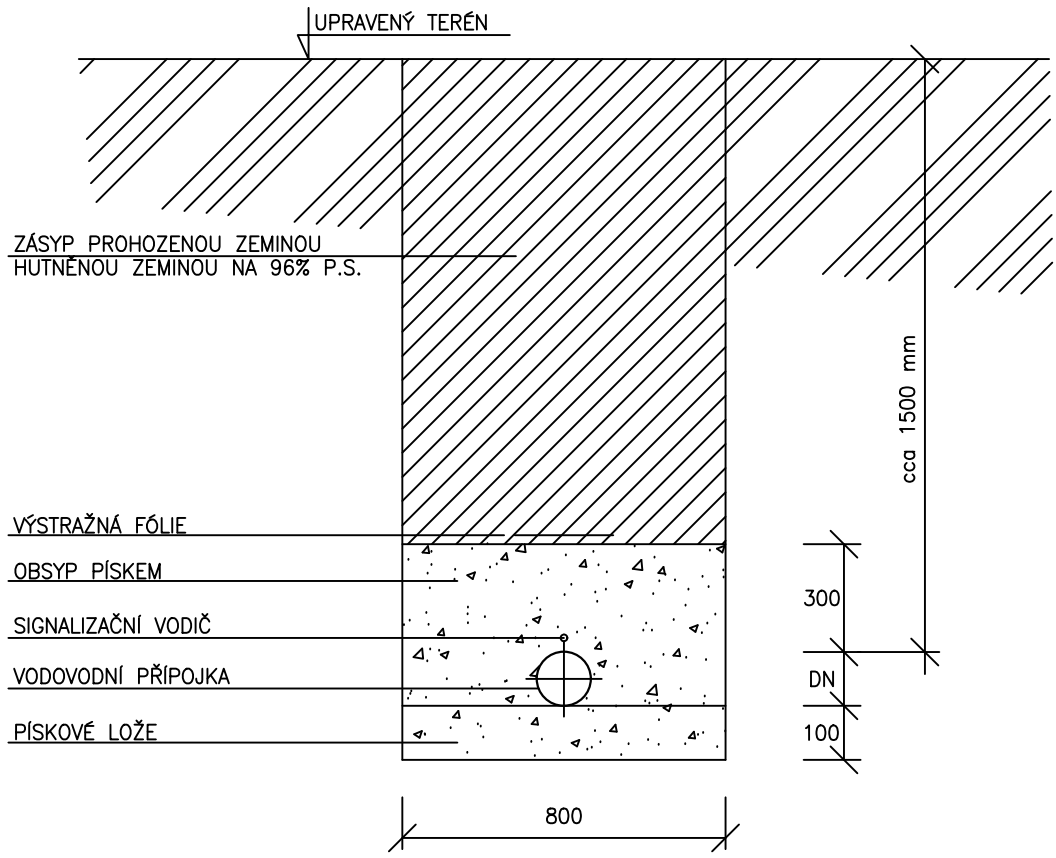 UPRAVENÝ TERÉN
ZÁSYP PROHOZENOU ZEMINOU
HUTNĚNOU ZEMINOU NA 96% P.S.
cca 1500 mm
VÝSTRAŽNÁ FÓLIE
OBSYP PÍSKEM
300
SIGNALIZAČNÍ VODIČ
VODOVODNÍ PŘÍPOJKA
DN
PÍSKOVÉ LOŽE
100
800